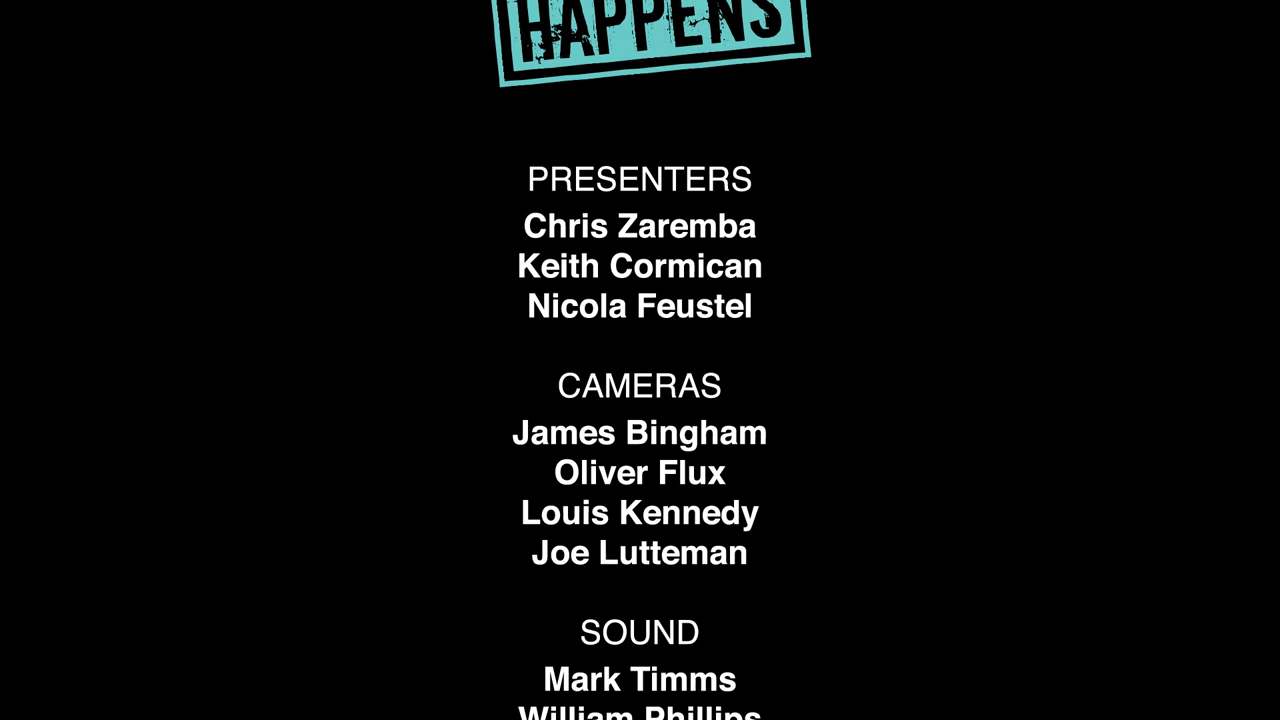 HAPPENS
PRESENTERS
Chris Zaremba
Keith Cormican
Nicola Feustel
CAMERAS
James Bingham
Oliver Flux
Louis Kennedy
Joe Lutteman
SOUND
Mark Timms
William Phillips